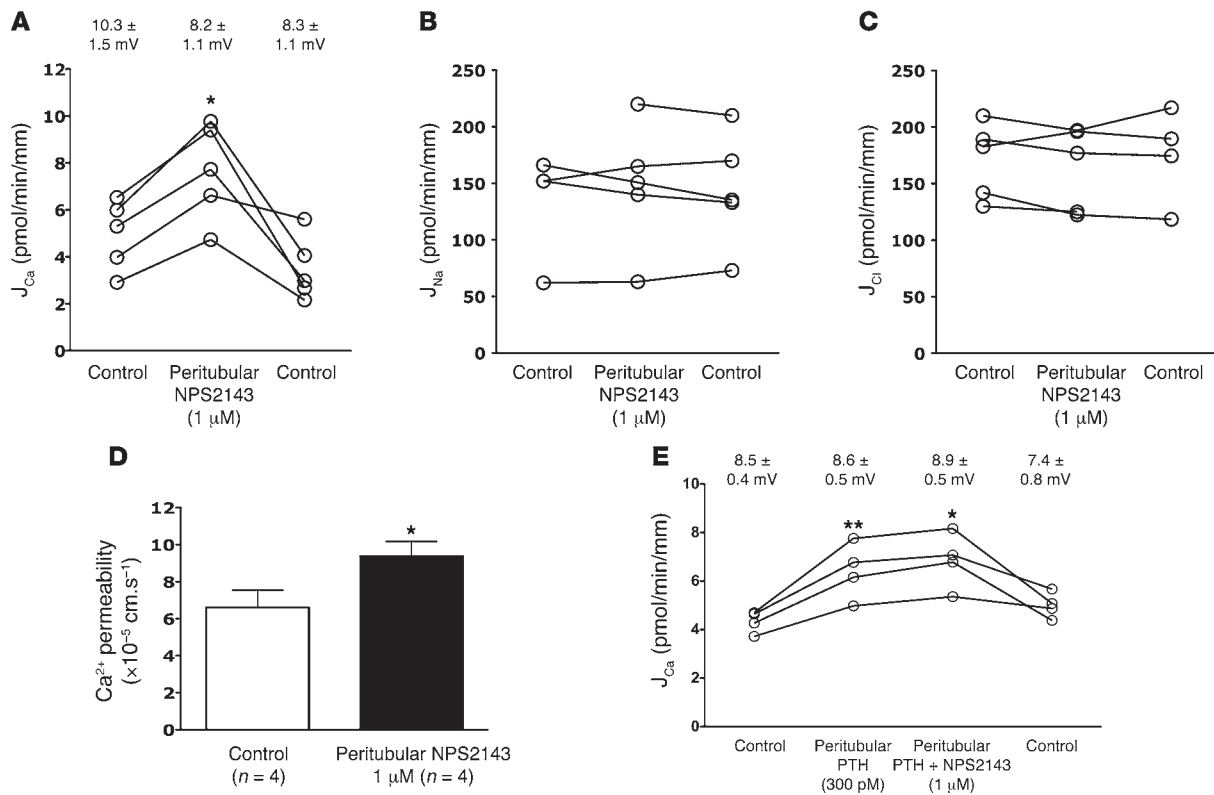 A
10.3 ± 8.2 ± 8.3 ±
1.5 mV 1.1 mV 1.1 mV
12
10
8
6
4
2
0
*
J_Ca (pmol/min/mm)
Control Peritubular Control
NPS2143
(1 μM)
B
250
200
150
100
50
0
J_Na (pmol/min/mm)
Control Peritubular Control
NPS2143
(1 μM)
C
250
200
150
100
50
0
J_Cl (pmol/min/mm)
Control Peritubular Control
NPS2143
(1 μM)
D
12
10
8
6
4
2
0
*
Ca²⁺ permeability
(×10⁻⁵ cm.s⁻¹)
Control Peritubular NPS2143
(n = 4) 1 μM (n = 4)
E
8.5 ± 8.6 ± 8.9 ± 7.4 ±
0.4 mV 0.5 mV 0.5 mV 0.8 mV
10
8
6
4
2
0
** *
J_Ca (pmol/min/mm)
Control Peritubular Peritubular Control
PTH PTH + NPS2143
(300 pM) (1 μM)